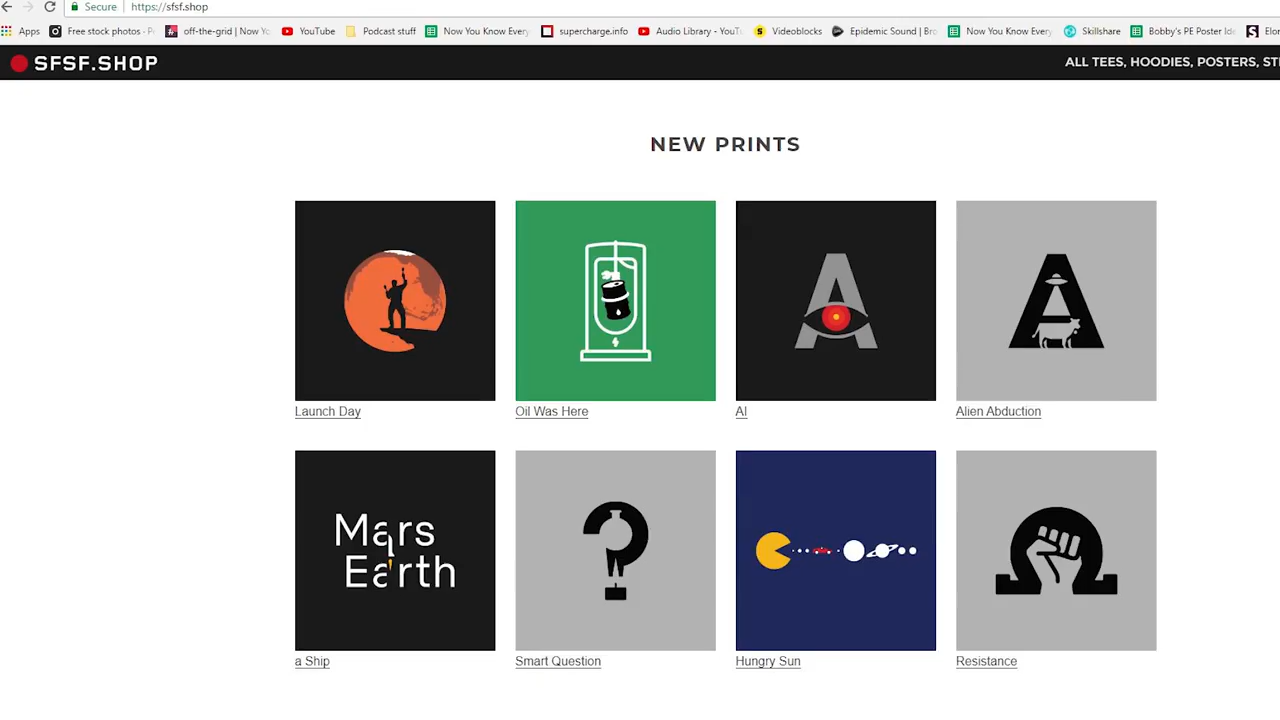 Secure https://sfsf.shop
Apps Free stock photos - P off-the-grid | Now Yo YouTube Podcast stuff Now You Know Every supercharge.info Audio Library - YouT Videoblocks Epidemic Sound | Bro Now You Know Every Skillshare Bobby's PE Poster Ide Elon
SFSF.SHOP ALL TEES, HOODIES, POSTERS, STI
NEW PRINTS
A A
Launch Day Oil Was Here AI Alien Abduction
Mars
Earth
? Ω
a Ship Smart Question Hungry Sun Resistance